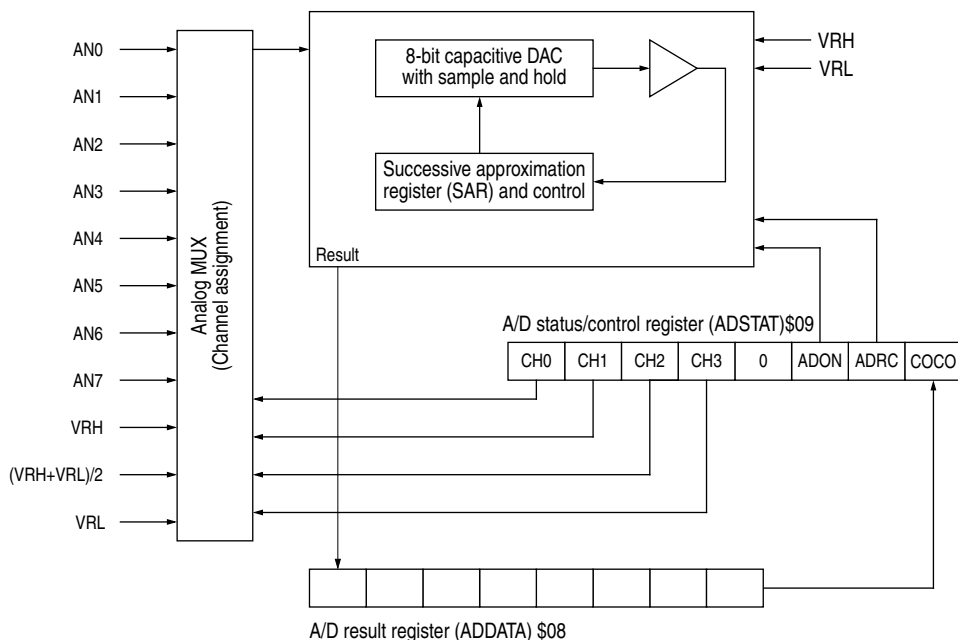 AN0
AN1
AN2
AN3
AN4
AN5
AN6
AN7
VRH
(VRH+VRL)/2
VRL
Analog MUX
(Channel assignment)
8-bit capacitive DAC
with sample and hold
Successive approximation
register (SAR) and control
Result
VRH
VRL
A/D status/control register (ADSTAT)$09
CH0 CH1 CH2 CH3 0 ADON ADRC COCO
A/D result register (ADDATA) $08